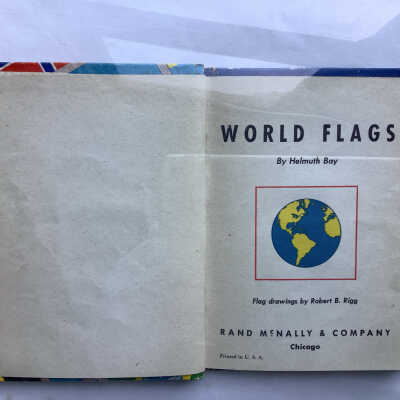 WORLD FLAGS
By Helmuth Bay
Flag drawings by Robert B. Rigg
RAND MCNALLY & COMPANY
Chicago
Printed in U. S. A.